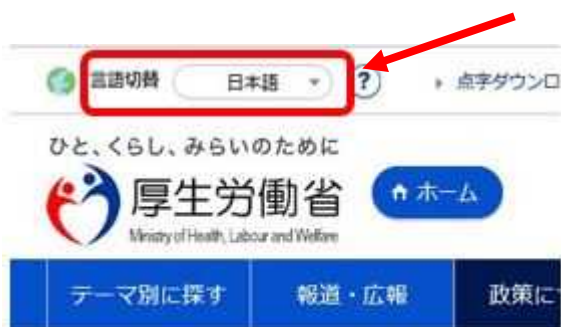 言語切替 日本語 ? 点字ダウンロ
ひと、くらし、みらいのために
厚生労働省 ホーム
Ministry of Health, Labour and Welfare
テーマ別に探す 報道・広報 政策に